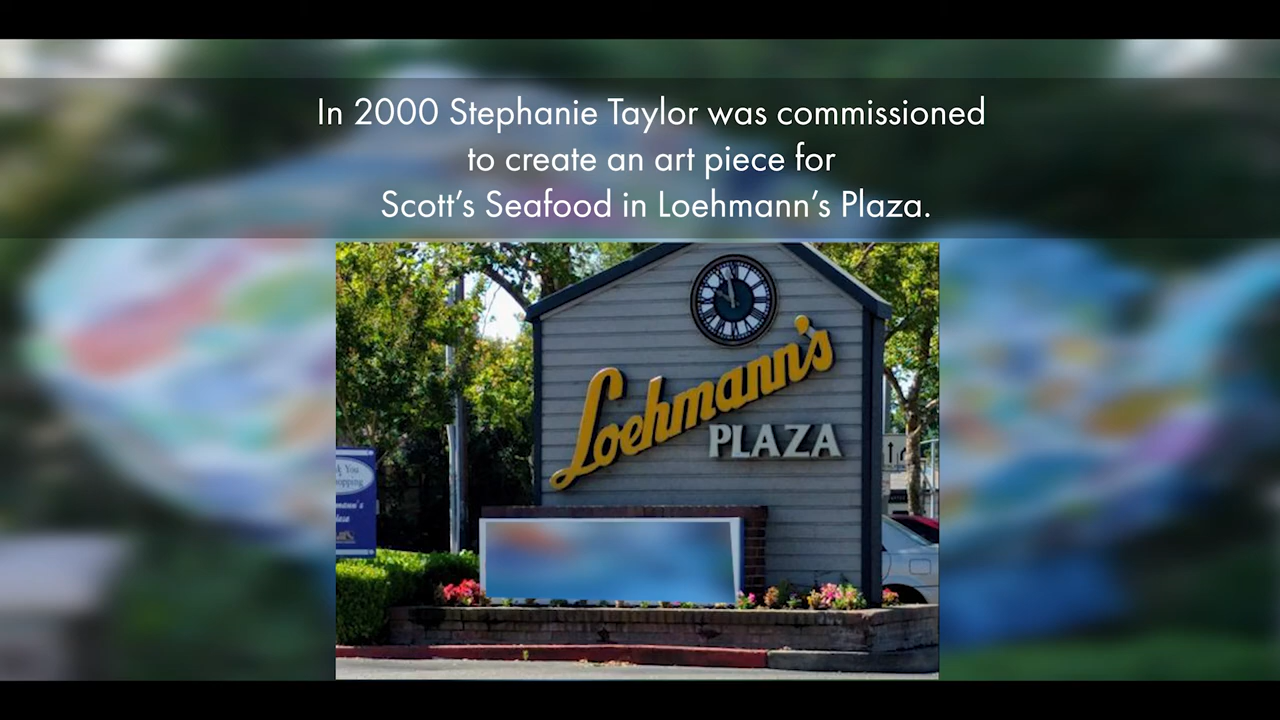 In 2000 Stephanie Taylor was commissioned
to create an art piece for
Scott's Seafood in Loehmann's Plaza.
Loehmann's
PLAZA
You